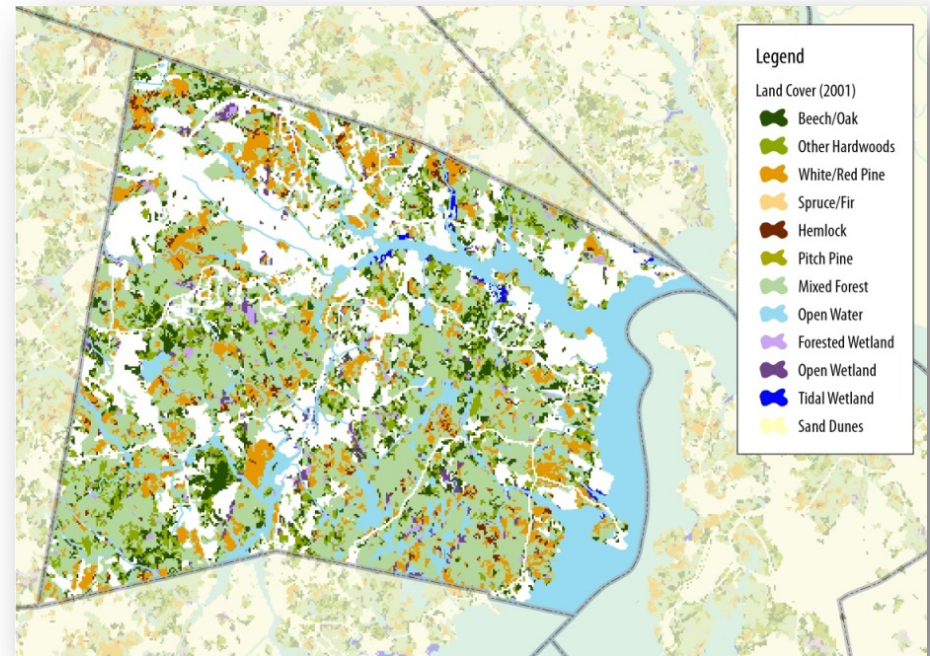 Legend
Land Cover (2001)
Beech/Oak
Other Hardwoods
White/Red Pine
Spruce/Fir
Hemlock
Pitch Pine
Mixed Forest
Open Water
Forested Wetland
Open Wetland
Tidal Wetland
Sand Dunes